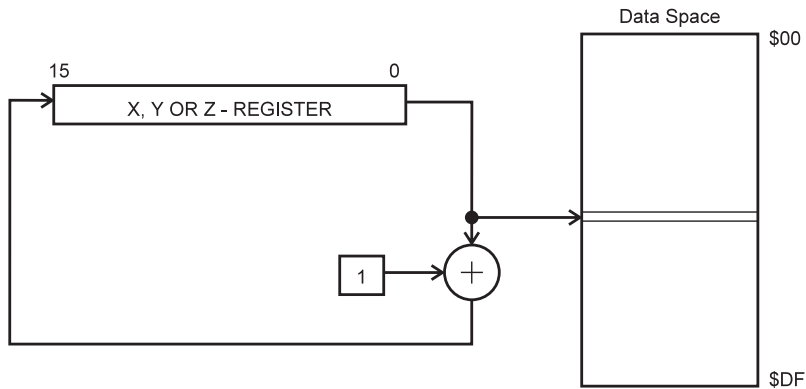 Data Space
$00
15
0
X, Y OR Z - REGISTER
1
+
$DF